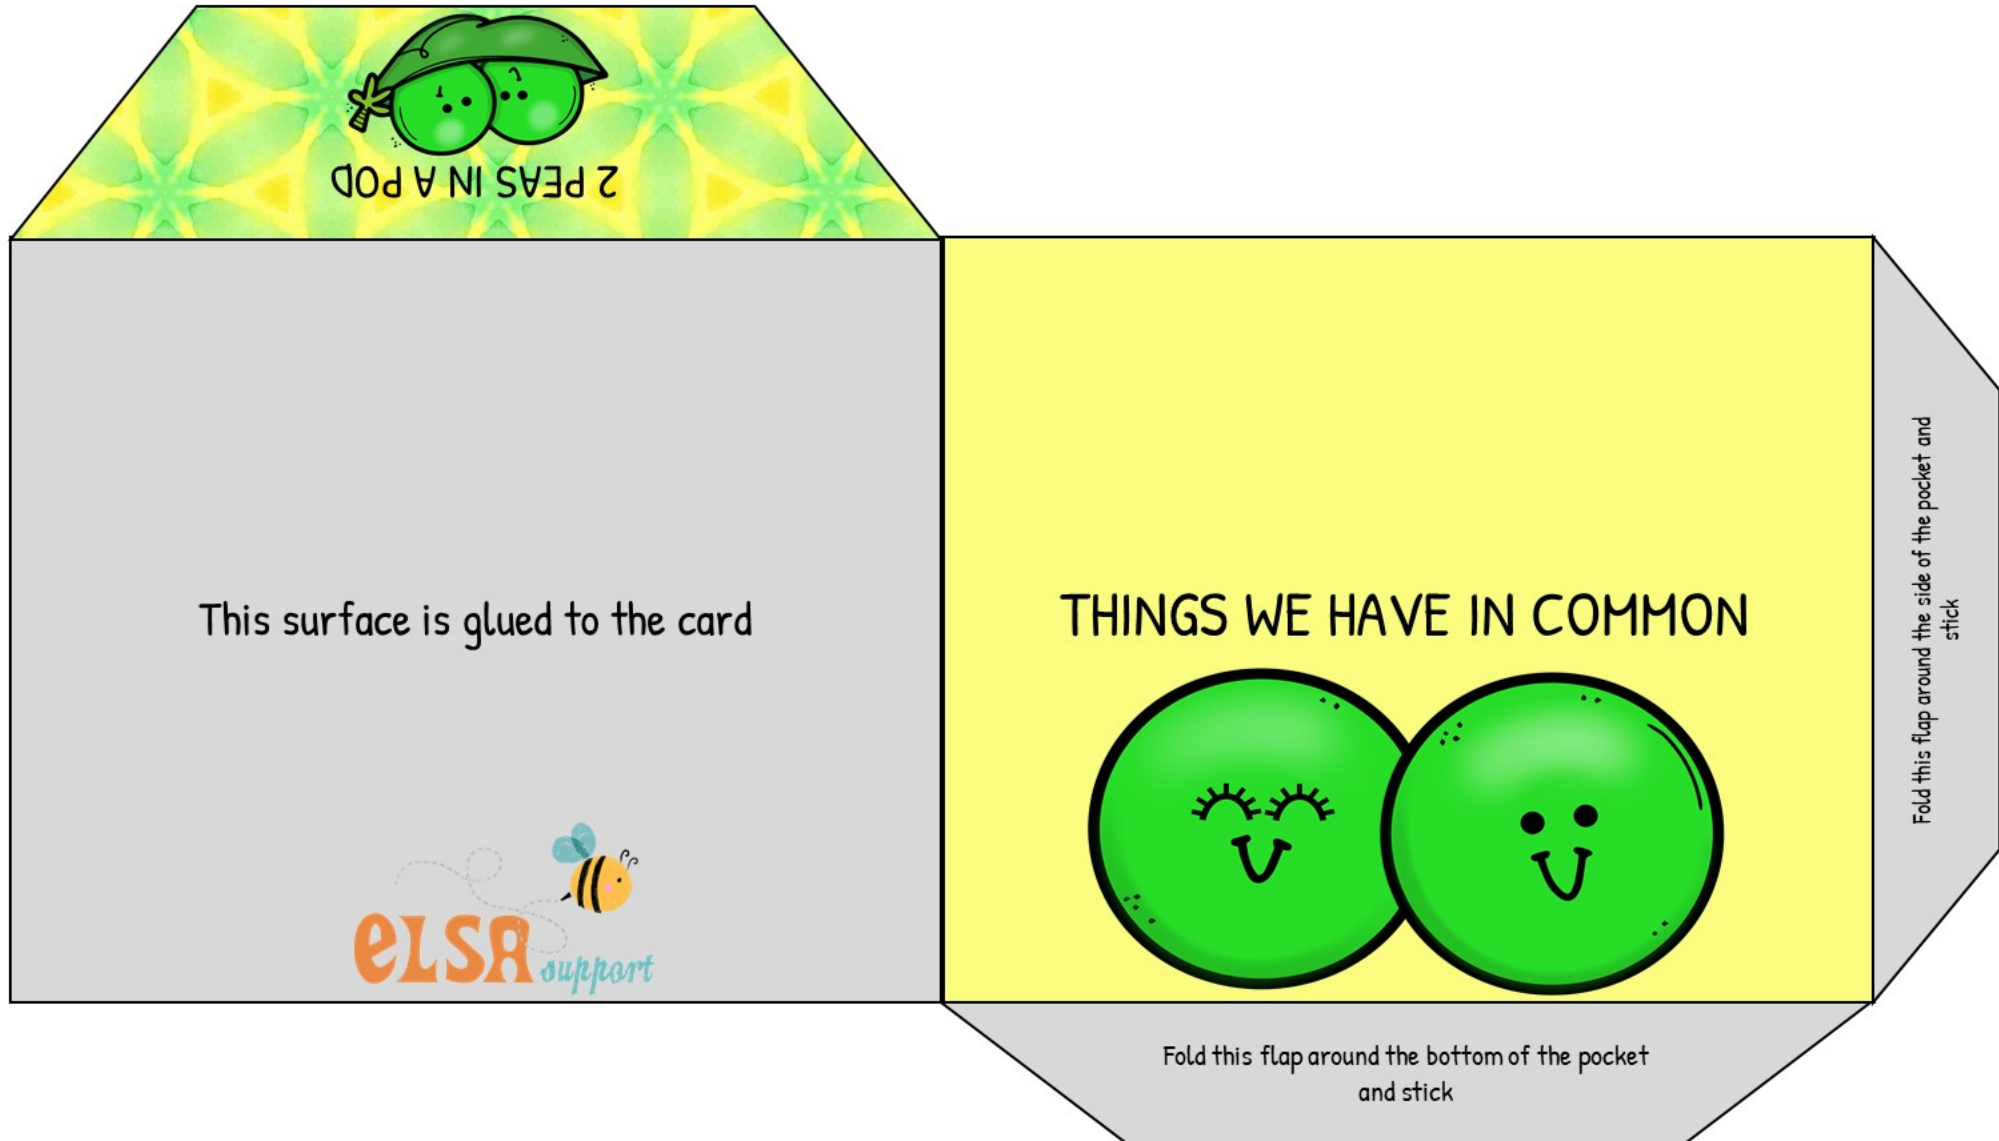 2 PEAS IN A POD
This surface is glued to the card
eLSA support
THINGS WE HAVE IN COMMON
Fold this flap around the bottom of the pocket
and stick
Fold this flap around the side of the pocket and
stick